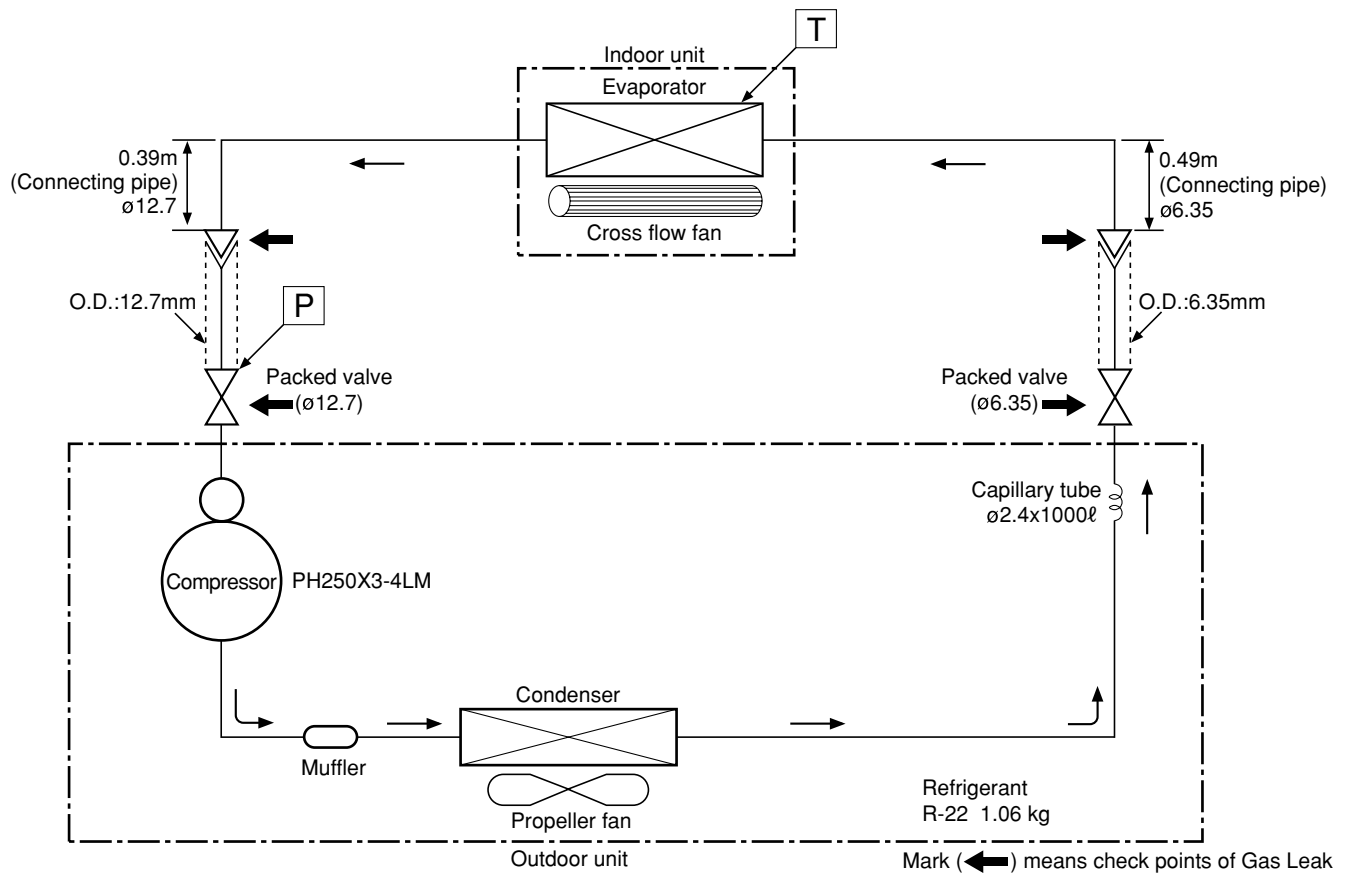 T
Indoor unit
Evaporator
Cross flow fan
0.39m
(Connecting pipe)
ø12.7
0.49m
(Connecting pipe)
ø6.35
O.D.:12.7mm
P
O.D.:6.35mm
Packed valve
(ø12.7)
Packed valve
(ø6.35)
Capillary tube
ø2.4x1000ℓ
Compressor
PH250X3-4LM
Condenser
Muffler
Propeller fan
Refrigerant
R-22 1.06 kg
Outdoor unit
Mark ( ) means check points of Gas Leak